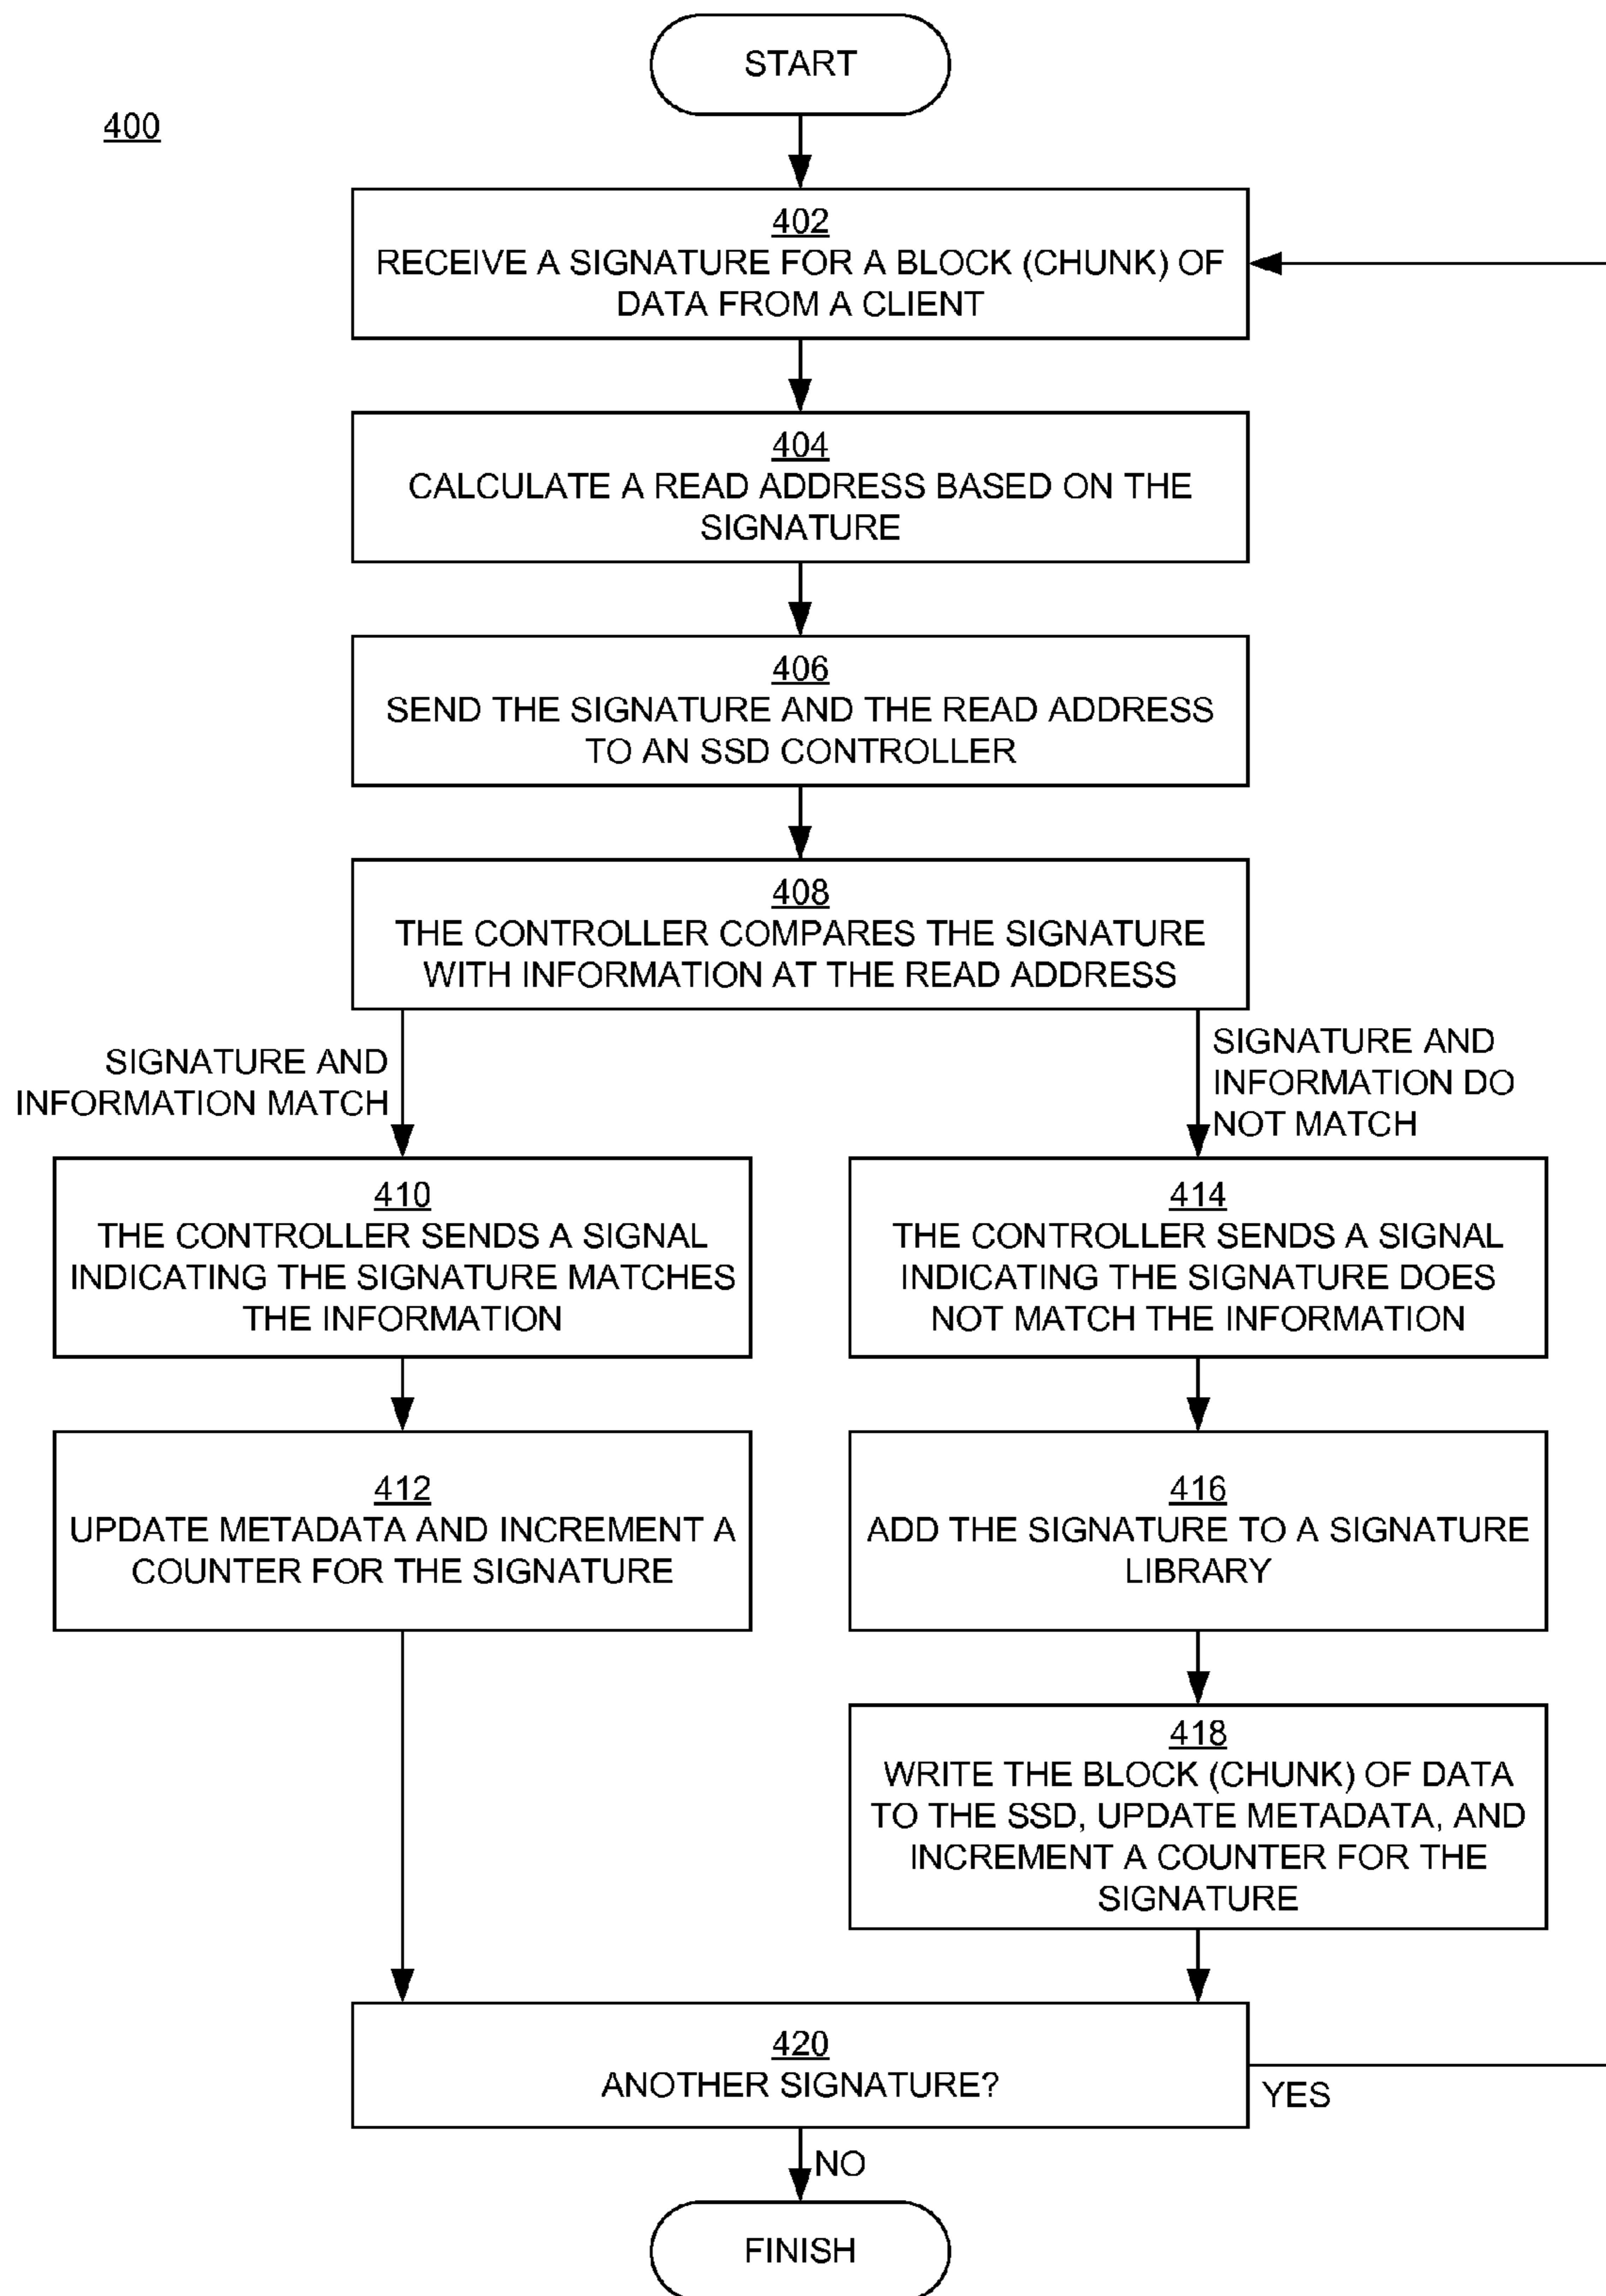 START
400
402
RECEIVE A SIGNATURE FOR A BLOCK (CHUNK) OF
DATA FROM A CLIENT
404
CALCULATE A READ ADDRESS BASED ON THE
SIGNATURE
406
SEND THE SIGNATURE AND THE READ ADDRESS
TO AN SSD CONTROLLER
408
THE CONTROLLER COMPARES THE SIGNATURE
WITH INFORMATION AT THE READ ADDRESS
SIGNATURE AND
INFORMATION MATCH
SIGNATURE AND
INFORMATION DO
NOT MATCH
410
THE CONTROLLER SENDS A SIGNAL
INDICATING THE SIGNATURE MATCHES
THE INFORMATION
414
THE CONTROLLER SENDS A SIGNAL
INDICATING THE SIGNATURE DOES
NOT MATCH THE INFORMATION
412
UPDATE METADATA AND INCREMENT A
COUNTER FOR THE SIGNATURE
416
ADD THE SIGNATURE TO A SIGNATURE
LIBRARY
418
WRITE THE BLOCK (CHUNK) OF DATA
TO THE SSD, UPDATE METADATA, AND
INCREMENT A COUNTER FOR THE
SIGNATURE
420
ANOTHER SIGNATURE?
YES
NO
FINISH